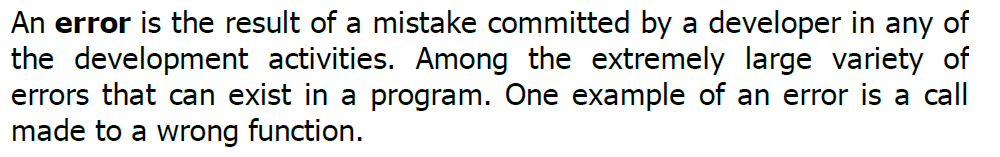 An error is the result of a mistake committed by a developer in any of
the development activities. Among the extremely large variety of
errors that can exist in a program. One example of an error is a call
made to a wrong function.